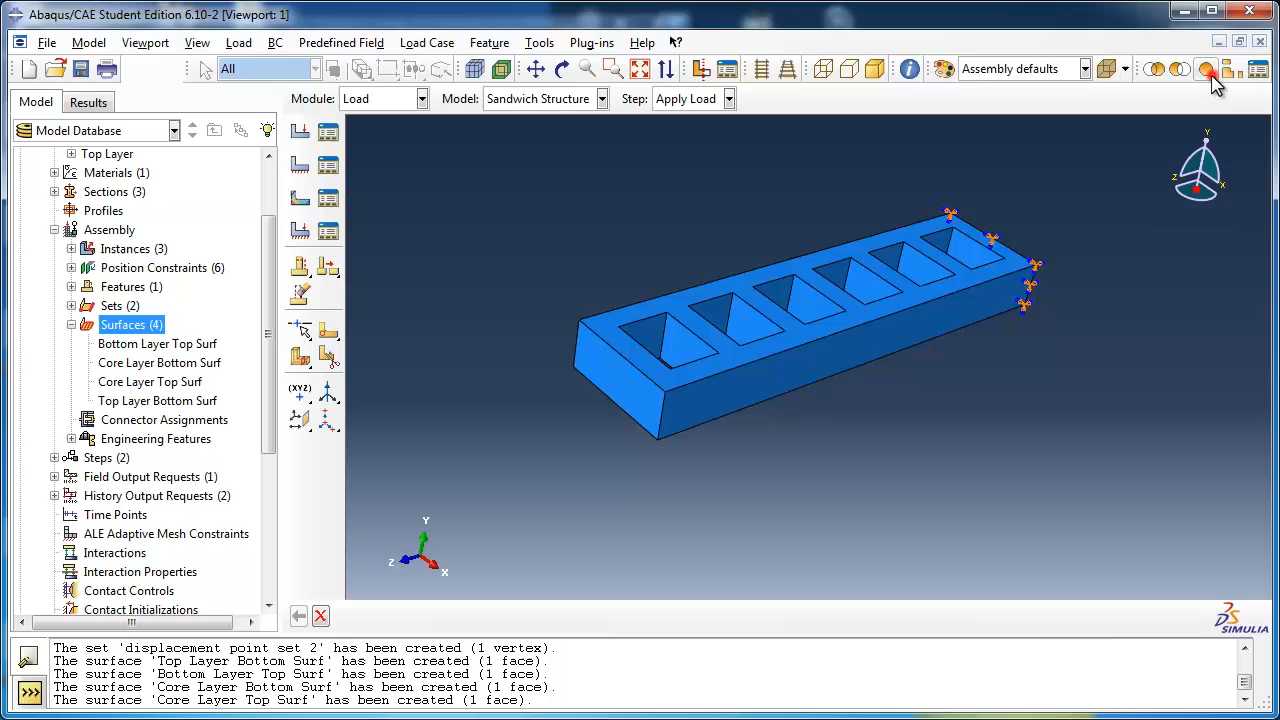 Abaqus/CAE Student Edition 6.10-2 [Viewport: 1]
File Model Viewport View Load BC Predefined Field Load Case Feature Tools Plug-ins Help
All
Assembly defaults
Model Results
Module: Load Model: Sandwich Structure Step: Apply Load
Model Database
Top Layer
Materials (1)
Sections (3)
Profiles
Assembly
Instances (3)
Position Constraints (6)
Features (1)
Sets (2)
Surfaces (4)
Bottom Layer Top Surf
Core Layer Bottom Surf
Core Layer Top Surf
Top Layer Bottom Surf
Connector Assignments
Engineering Features
Steps (2)
Field Output Requests (1)
History Output Requests (2)
Time Points
ALE Adaptive Mesh Constraints
Interactions
Interaction Properties
Contact Controls
Contact Initializations
(XYZ)
Y
Z
X
Y
Z
X
SIMULIA
The set 'displacement point set 2' has been created (1 vertex).
The surface 'Top Layer Bottom Surf' has been created (1 face).
The surface 'Bottom Layer Top Surf' has been created (1 face).
The surface 'Core Layer Bottom Surf' has been created (1 face).
The surface 'Core Layer Top Surf' has been created (1 face).
>>>